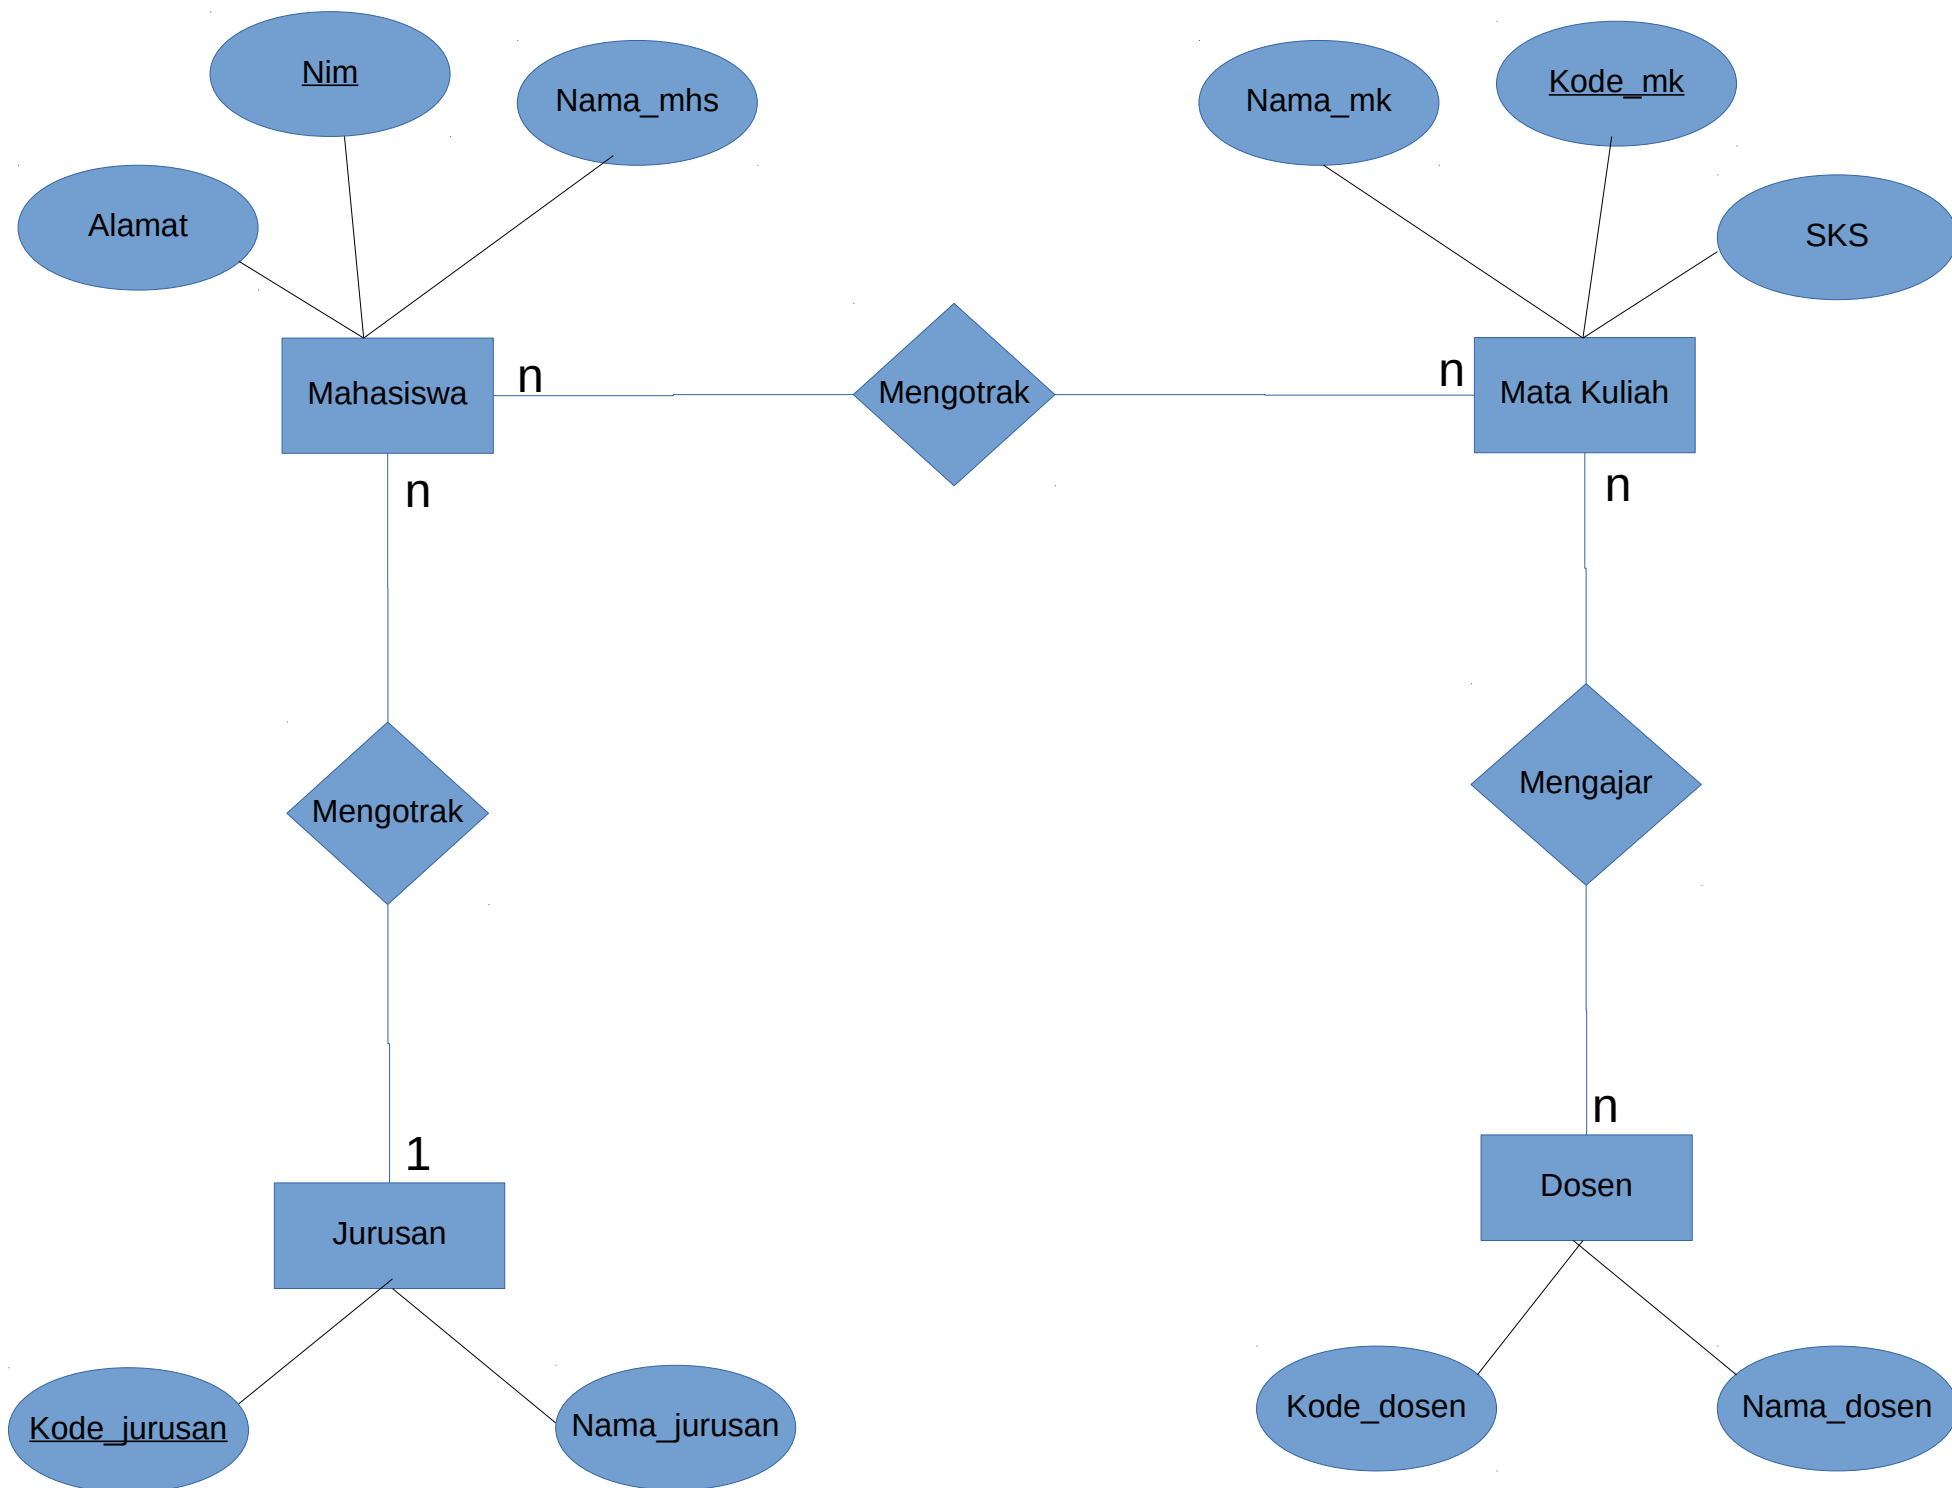 Nim
Nama_mhs
Nama_mk
Kode_mk
Alamat
SKS
Mahasiswa
n
Mengotrak
n
Mata Kuliah
n
n
Mengotrak
Mengajar
1
n
Jurusan
Dosen
Kode_jurusan
Nama_jurusan
Kode_dosen
Nama_dosen